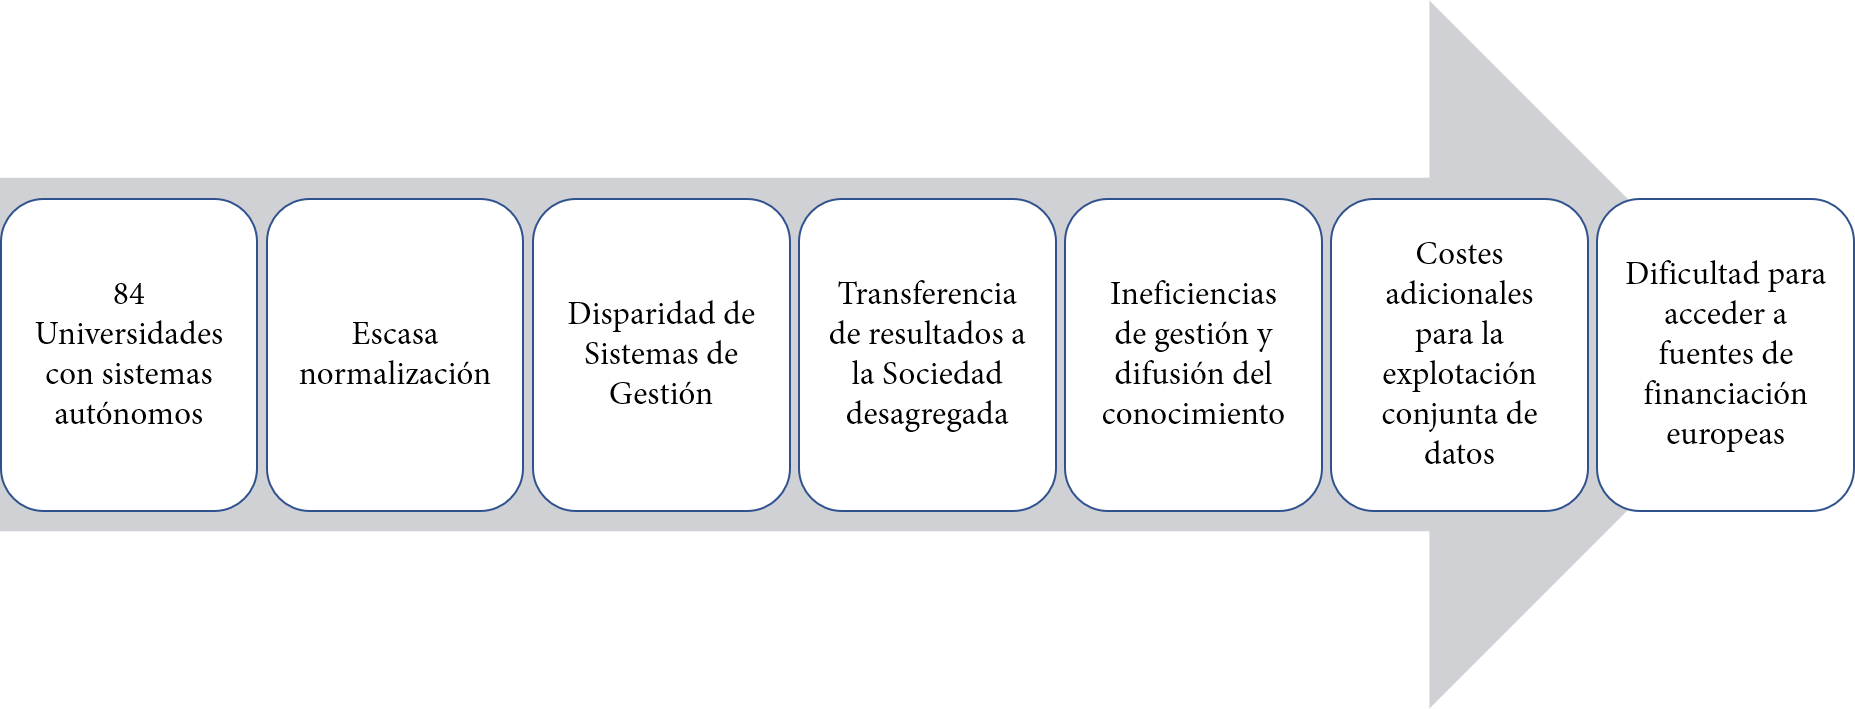 84
Universidades
con sistemas
autónomos
Escasa
normalización
Disparidad de
Sistemas de
Gestión
Transferencia
de resultados a
la Sociedad
desagregada
Ineficiencias
de gestión y
difusión del
conocimiento
Costes
adicionales
para la
explotación
conjunta de
datos
Dificultad para
acceder a
fuentes de
financiación
europeas